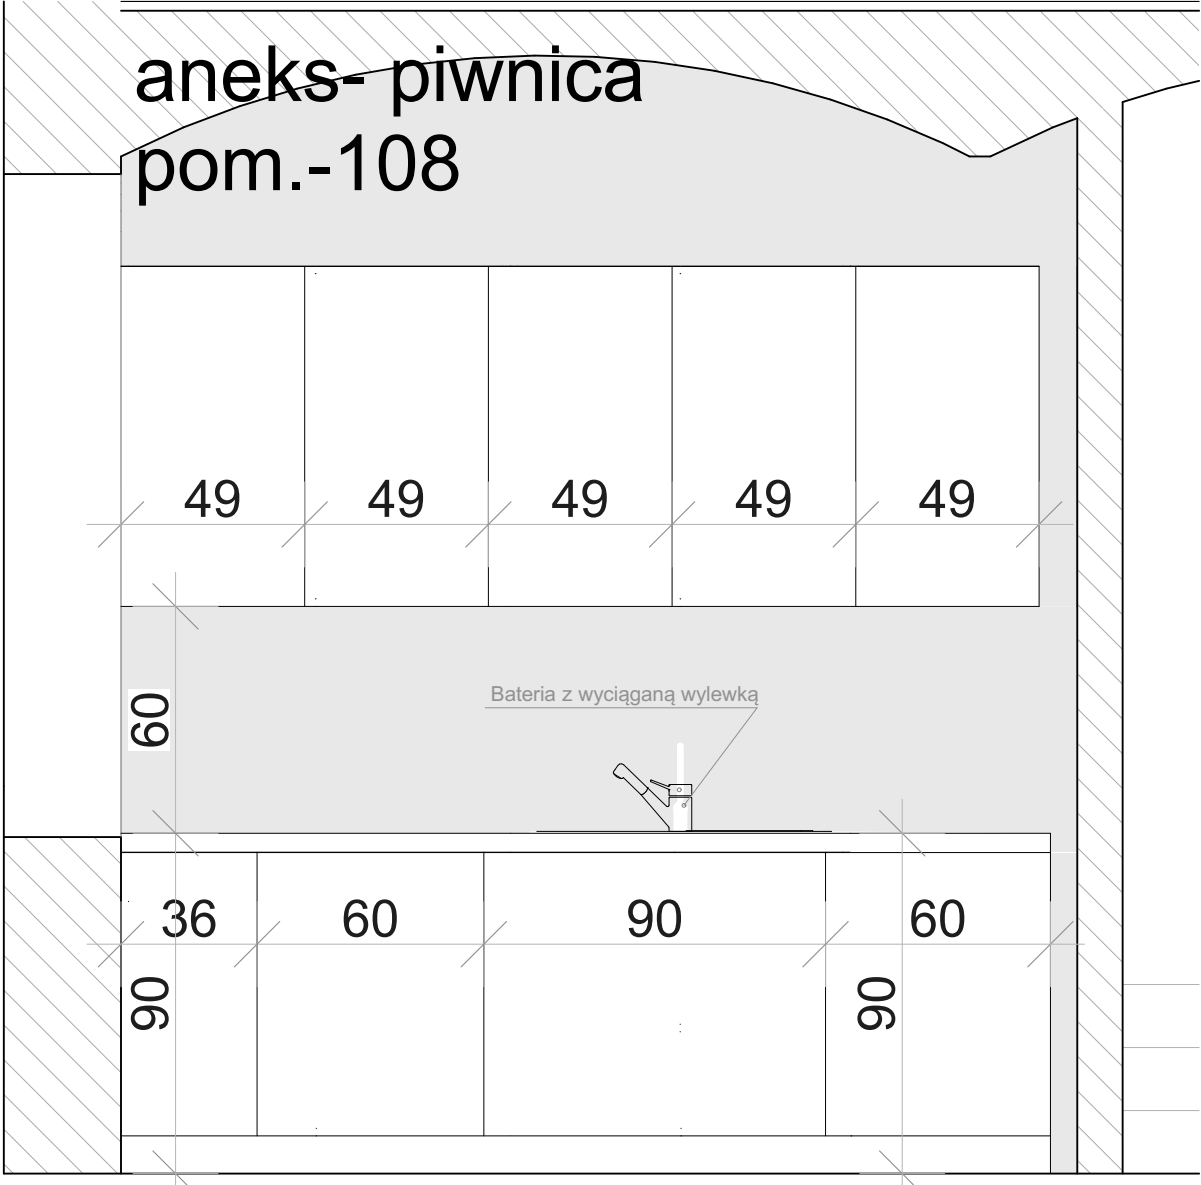 aneks- piwnica
pom.-108
49 49 49 49 49
60
Bateria z wyciąganą wylewką
36 60 90 60
90 90